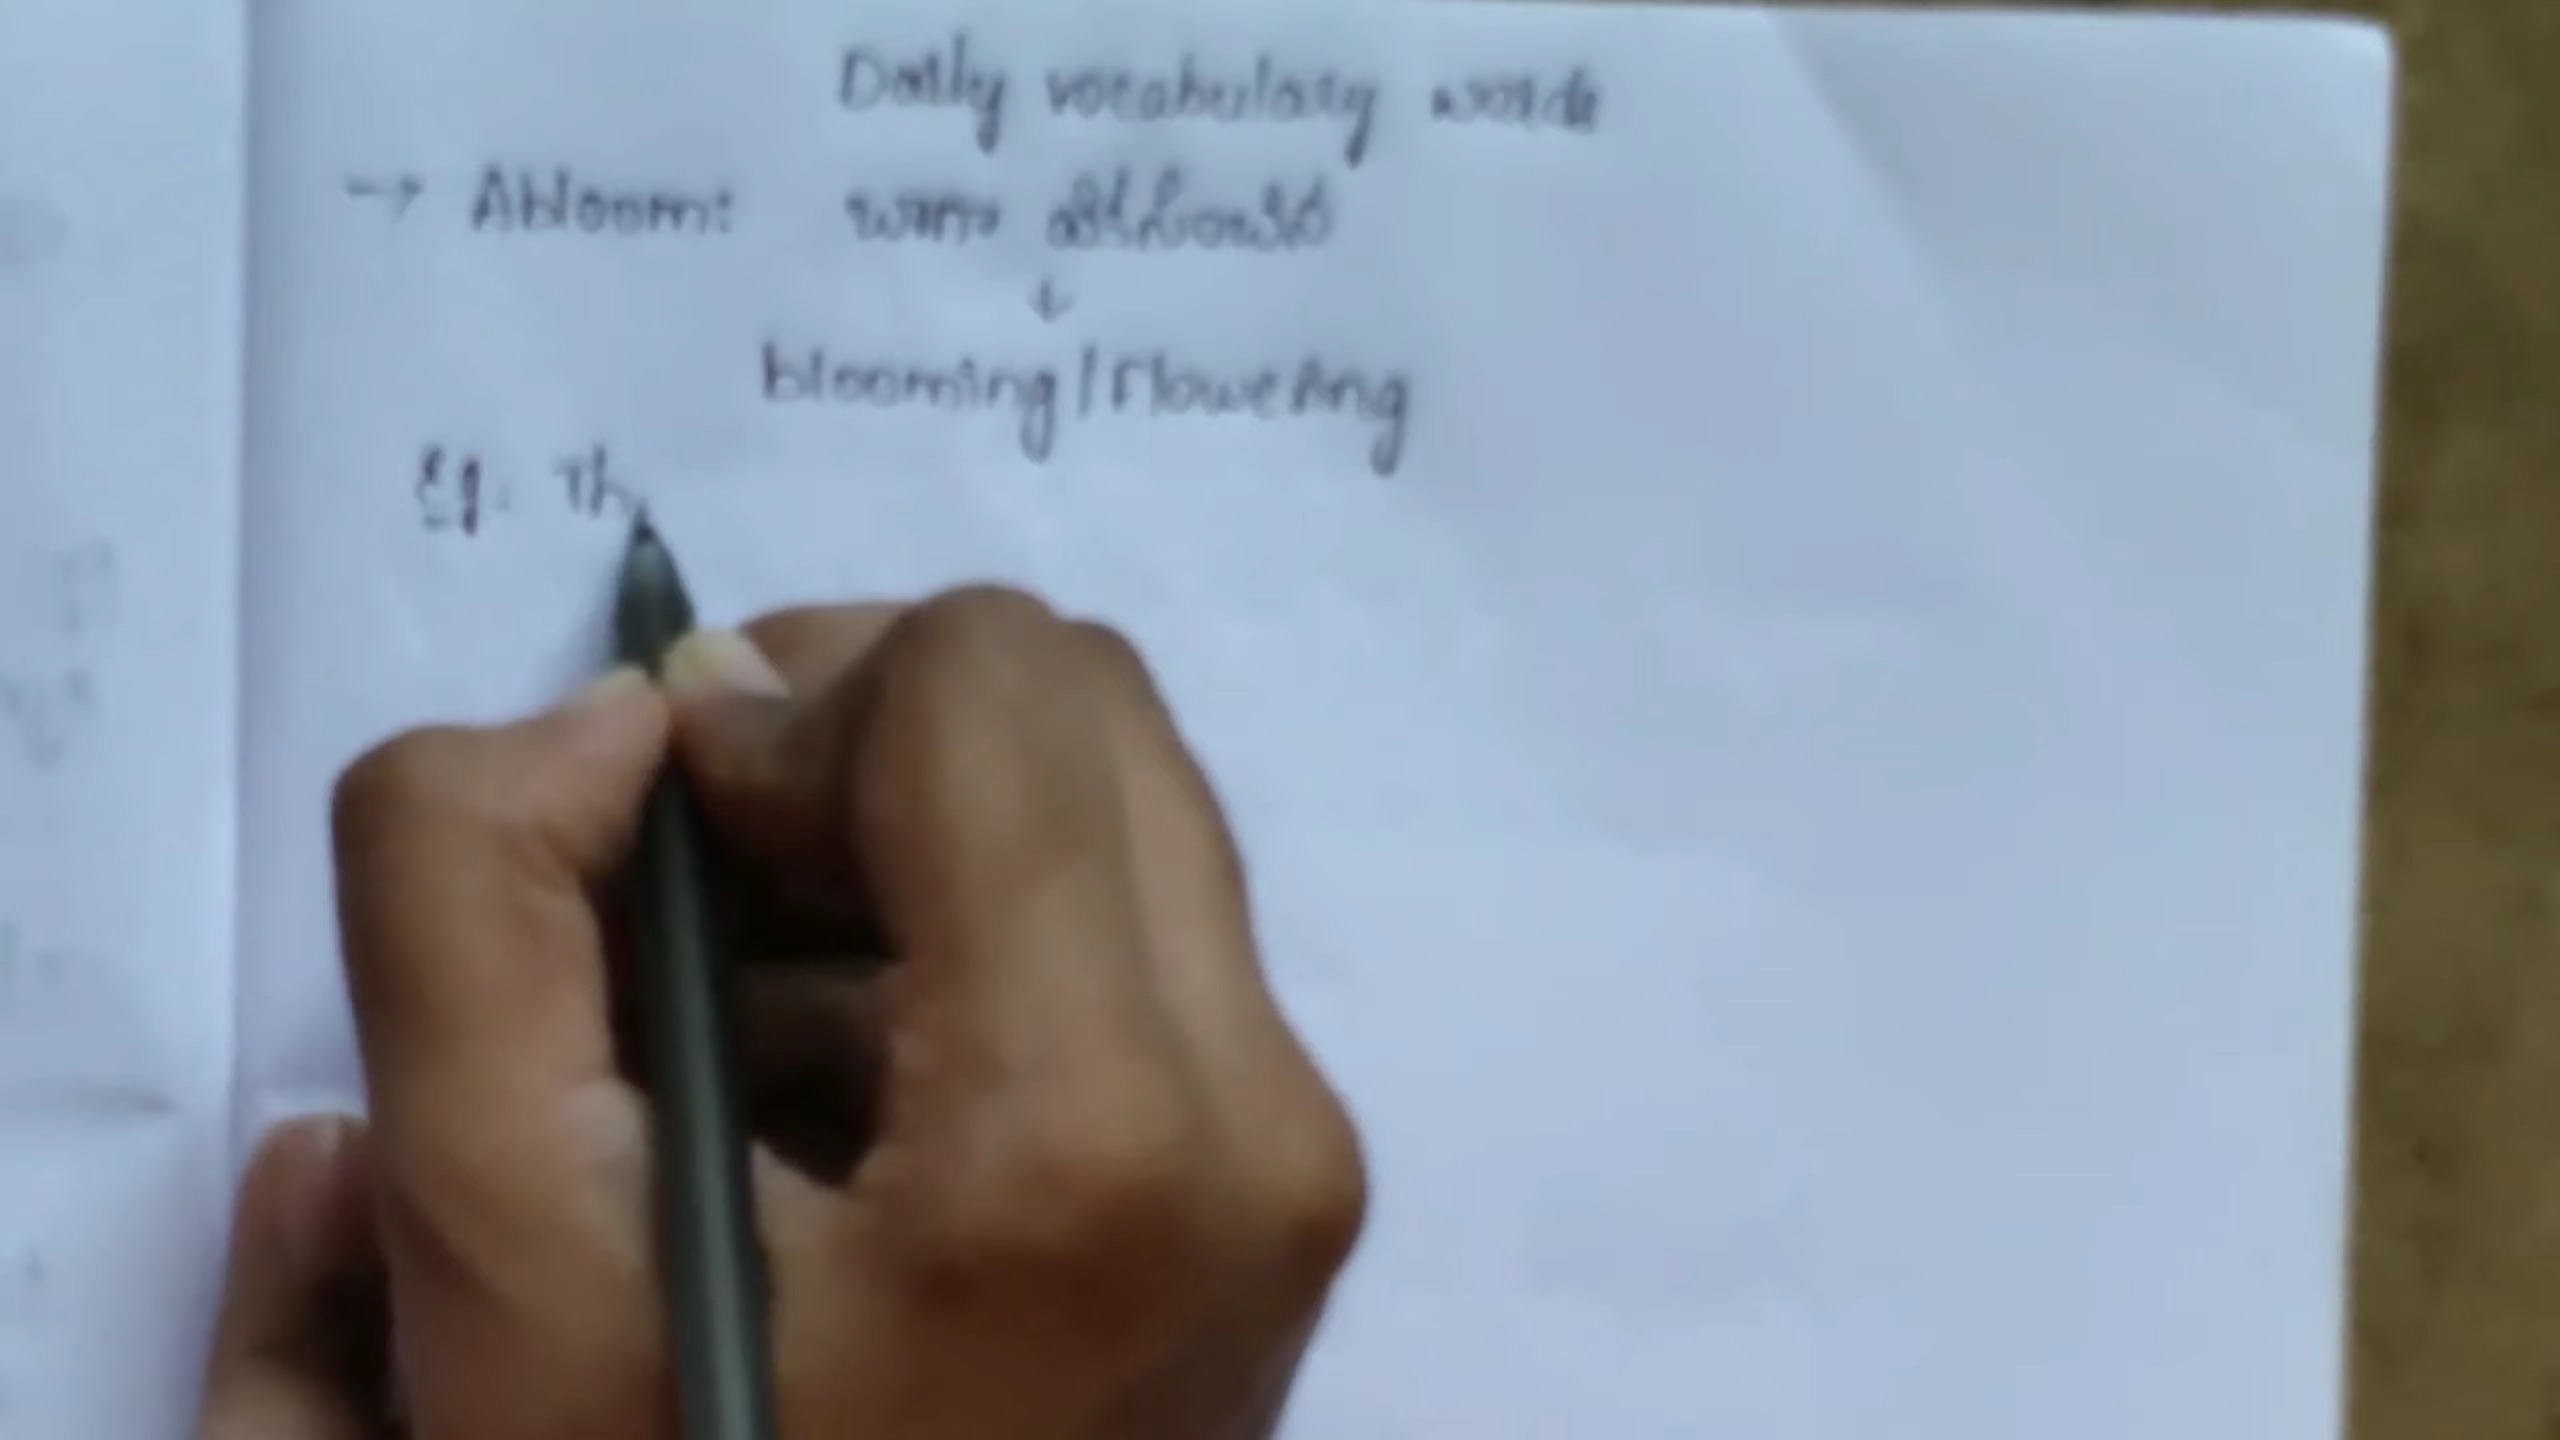 Daily vocabulary words
→ Abloom:
↓
blooming/Flowering
Eg: Th